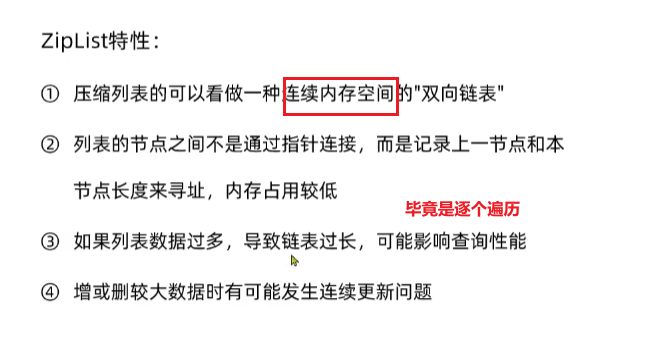 ZipList特性：
① 压缩列表的可以看做一种连续内存空间的"双向链表"
② 列表的节点之间不是通过指针连接，而是记录上一节点和本
节点长度来寻址，内存占用较低
毕竟是逐个遍历
③ 如果列表数据过多，导致链表过长，可能影响查询性能
④ 增或删较大数据时有可能发生连续更新问题